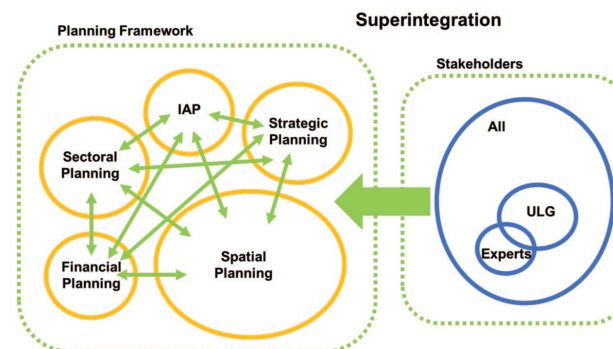 Superintegration
Planning Framework
Stakeholders
IAP
Strategic
Planning
Sectoral
Planning
Financial
Planning
Spatial
Planning
All
ULG
Experts